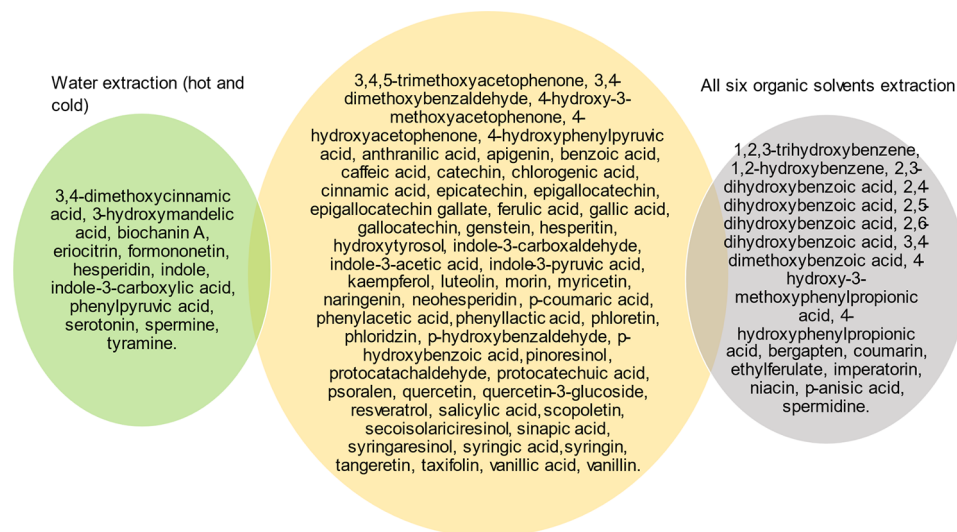 Water extraction (hot and
cold)
3,4-dimethoxycinnamic
acid, 3-hydroxymandelic
acid, biochanin A,
eriocitrin, formononetin,
hesperidin, indole,
indole-3-carboxylic acid,
phenylpyruvic acid,
serotonin, spermine,
tyramine.
3,4,5-trimethoxyacetophenone, 3,4-
dimethoxybenzaldehyde, 4-hydroxy-3-
methoxyacetophenone, 4-
hydroxyacetophenone, 4-hydroxyphenylpyruvic
acid, anthranilic acid, apigenin, benzoic acid,
caffeic acid, catechin, chlorogenic acid,
cinnamic acid, epicatechin, epigallocatechin,
epigallocatechin gallate, ferulic acid, gallic acid,
gallocatechin, genstein, hesperitin,
hydroxytyrosol, indole-3-carboxaldehyde,
indole-3-acetic acid, indole-3-pyruvic acid,
kaempferol, luteolin, morin, myricetin,
naringenin, neohesperidin, p-coumaric acid,
phenylacetic acid, phenyllactic acid, phloretin,
phloridzin, p-hydroxybenzaldehyde, p-
hydroxybenzoic acid, pinoresinol,
protocatachaldehyde, protocatechuic acid,
psoralen, quercetin, quercetin-3-glucoside,
resveratrol, salicylic acid, scopoletin,
secoisolariciresinol, sinapic acid,
syringaresinol, syringic acid, syringin,
tangeretin, taxifolin, vanillic acid, vanillin.
All six organic solvents extraction
1,2,3-trihydroxybenzene,
1,2-hydroxybenzene, 2,3-
dihydroxybenzoic acid, 2,4-
dihydroxybenzoic acid, 2,5-
dihydroxybenzoic acid, 2,6-
dihydroxybenzoic acid, 3,4-
dimethoxybenzoic acid, 4-
hydroxy-3-
methoxyphenylpropionic
acid, 4-
hydroxyphenylpropionic
acid, bergapten, coumarin,
ethylferulate, imperatorin,
niacin, p-anisic acid,
spermidine.